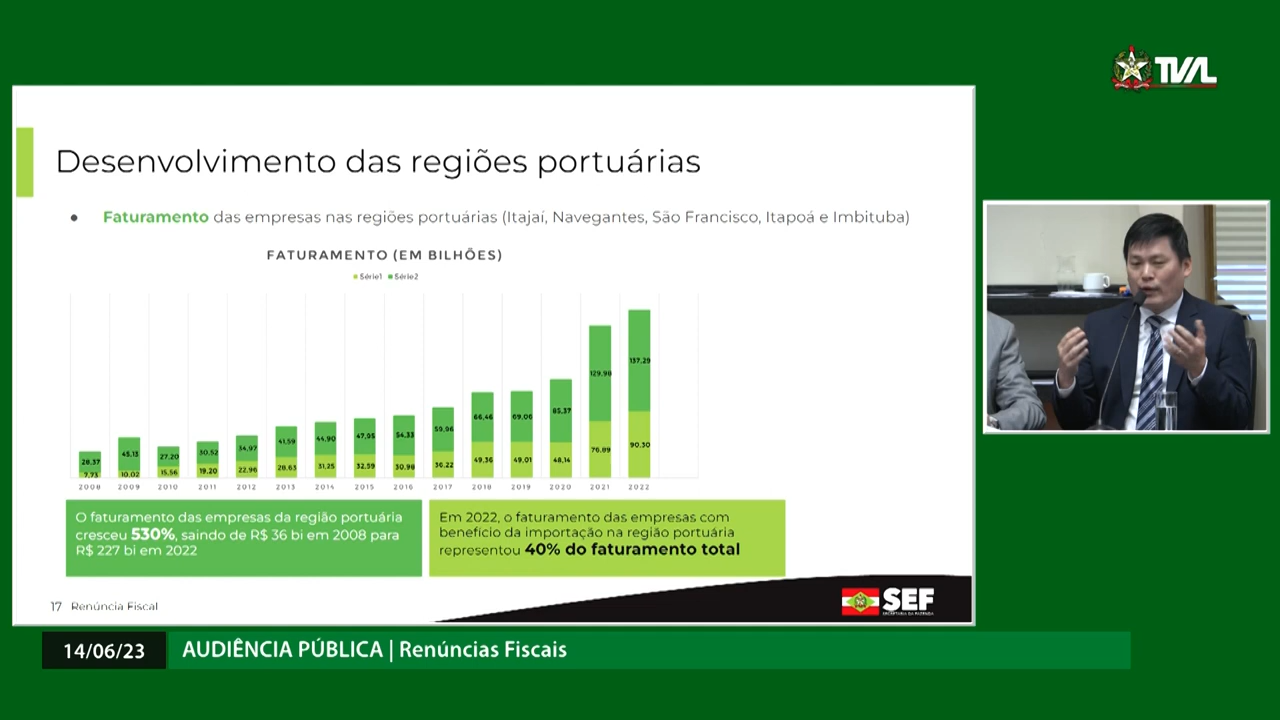 TVAL
Desenvolvimento das regiões portuárias
● Faturamento das empresas nas regiões portuárias (Itajaí, Navegantes, São Francisco, Itapoá e Imbituba)
FATURAMENTO (EM BILHÕES)
Série1 Série2
137,29
129,98
85,37
66,46 69,06
59,96
54,33
47,95
44,90
41,59
34,97
30,52
28,37 45,13 27,20
7,73 10,02 15,56 19,20 22,96 28,63 31,25 32,59 30,98 36,22 49,36 49,01 48,14 76,89 90,30
2008 2009 2010 2011 2012 2013 2014 2015 2016 2017 2018 2019 2020 2021 2022
O faturamento das empresas da região portuária
cresceu 530%, saindo de R$ 36 bi em 2008 para
R$ 227 bi em 2022
Em 2022, o faturamento das empresas com
benefício da importação na região portuária
representou 40% do faturamento total
17 Renúncia Fiscal
SEF
SECRETARIA DA FAZENDA
14/06/23 AUDIÊNCIA PÚBLICA | Renúncias Fiscais